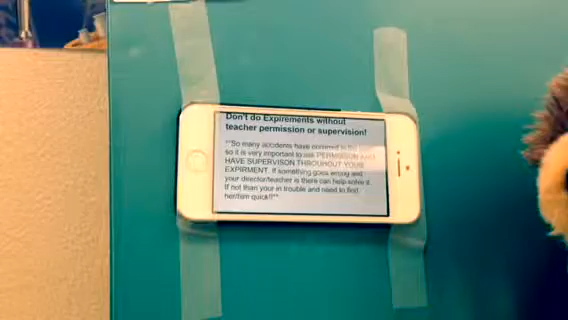 Don't do Expirements without
teacher permission or supervision!
"So many accidents have occurred in the
so it is very important to ask PERMISSION AND
HAVE SUPERVISON THROUGHOUT YOUR
EXPIRMENT. If something goes wrong and
your director/teacher is there can help solve it.
If not than your in trouble and need to find
her/him quick!!"